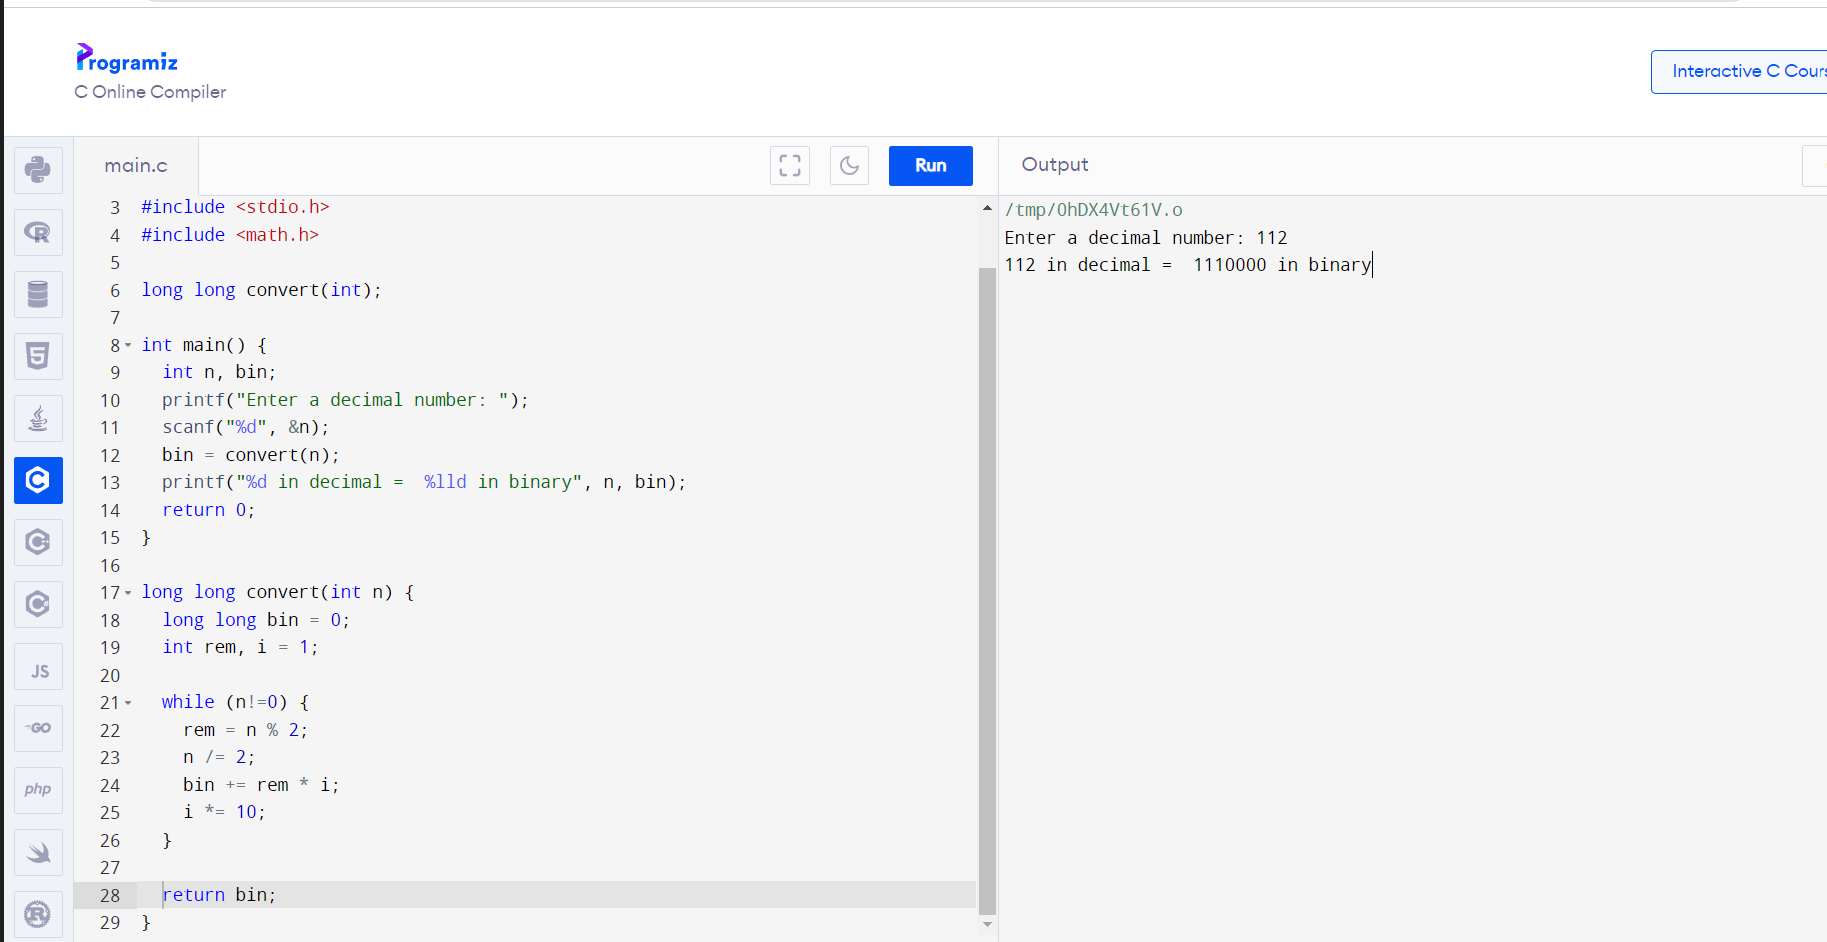 Programiz
C Online Compiler
Interactive C Cours
main.c
Run
Output
3 #include <stdio.h>
4 #include <math.h>
5
6 long long convert(int);
7
8 int main() {
9 int n, bin;
10 printf("Enter a decimal number: ");
11 scanf("%d", &n);
12 bin = convert(n);
13 printf("%d in decimal =  %lld in binary", n, bin);
14 return 0;
15 }
16
17 long long convert(int n) {
18 long long bin = 0;
19 int rem, i = 1;
20
21 while (n!=0) {
22 rem = n % 2;
23 n /= 2;
24 bin += rem * i;
25 i *= 10;
26 }
27
28 return bin;
29 }
/tmp/0hDX4Vt61V.o
Enter a decimal number: 112
112 in decimal =  1110000 in binary
R
5
C
C
C
JS
GO
php
R